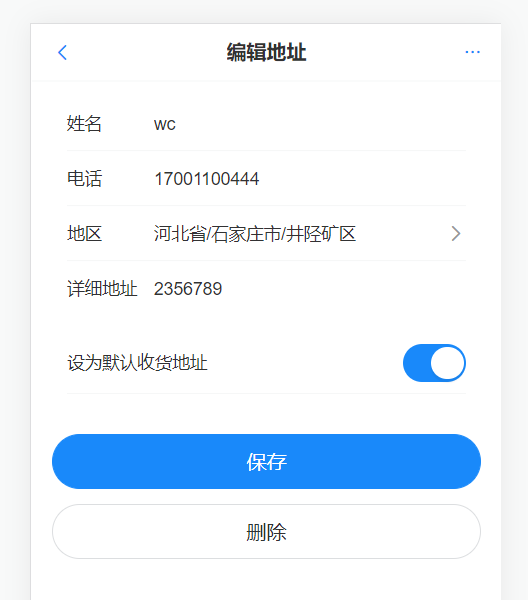 编辑地址
姓名 wc
电话 17001100444
地区 河北省/石家庄市/井陉矿区
详细地址 2356789
设为默认收货地址
保存
删除